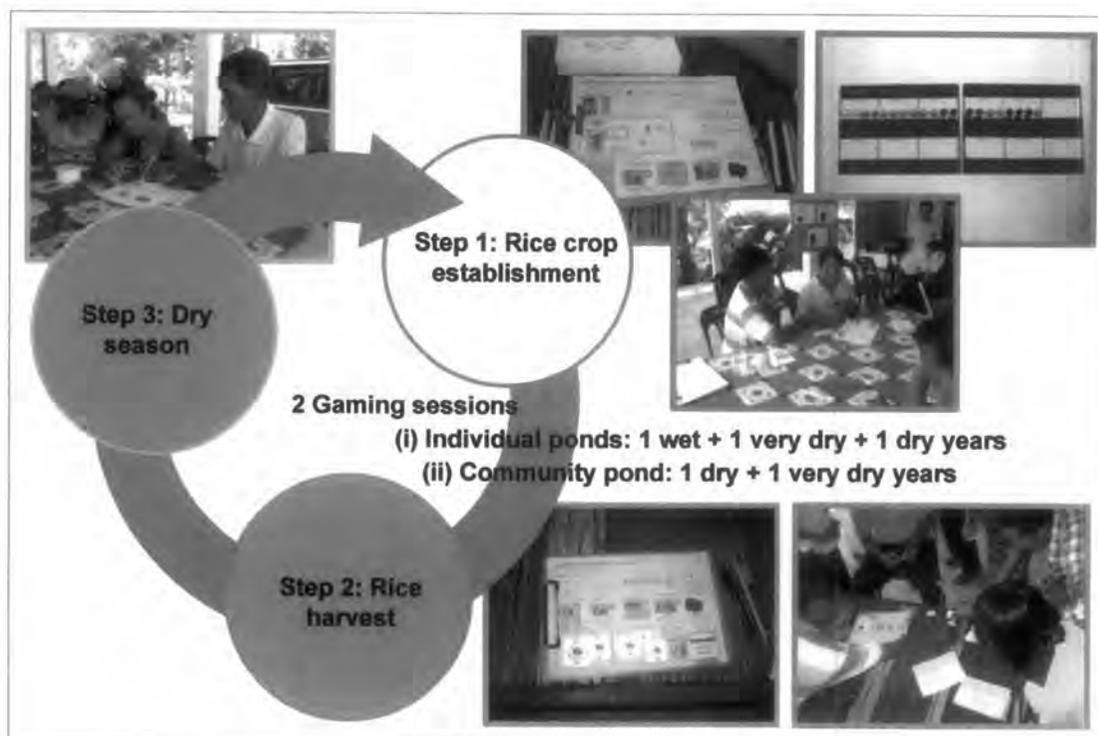 Step 1: Rice crop
establishment
Step 3: Dry
season
2 Gaming sessions
(i) Individual ponds: 1 wet + 1 very dry + 1 dry years
(ii) Community pond: 1 dry + 1 very dry years
Step 2: Rice
harvest